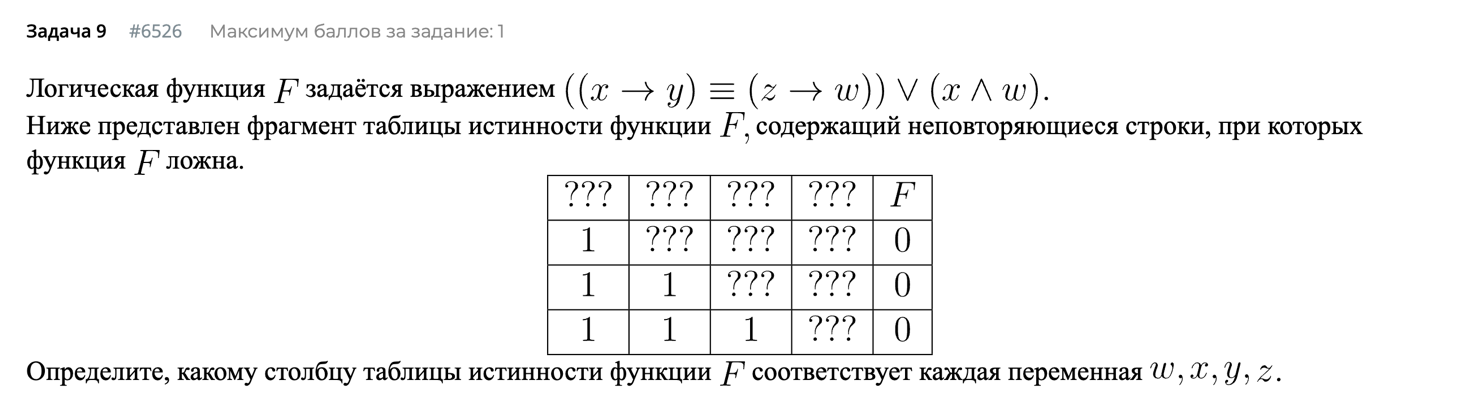 Задача 9 #6526 Максимум баллов за задание: 1
Логическая функция F задаётся выражением ((x → y) ≡ (z → w)) ∨ (x ∧ w).
Ниже представлен фрагмент таблицы истинности функции F, содержащий неповторяющиеся строки, при которых
функция F ложна.
??? ??? ??? ??? F
1 ??? ??? ??? 0
1 1 ??? ??? 0
1 1 1 ??? 0
Определите, какому столбцу таблицы истинности функции F соответствует каждая переменная w, x, y, z.